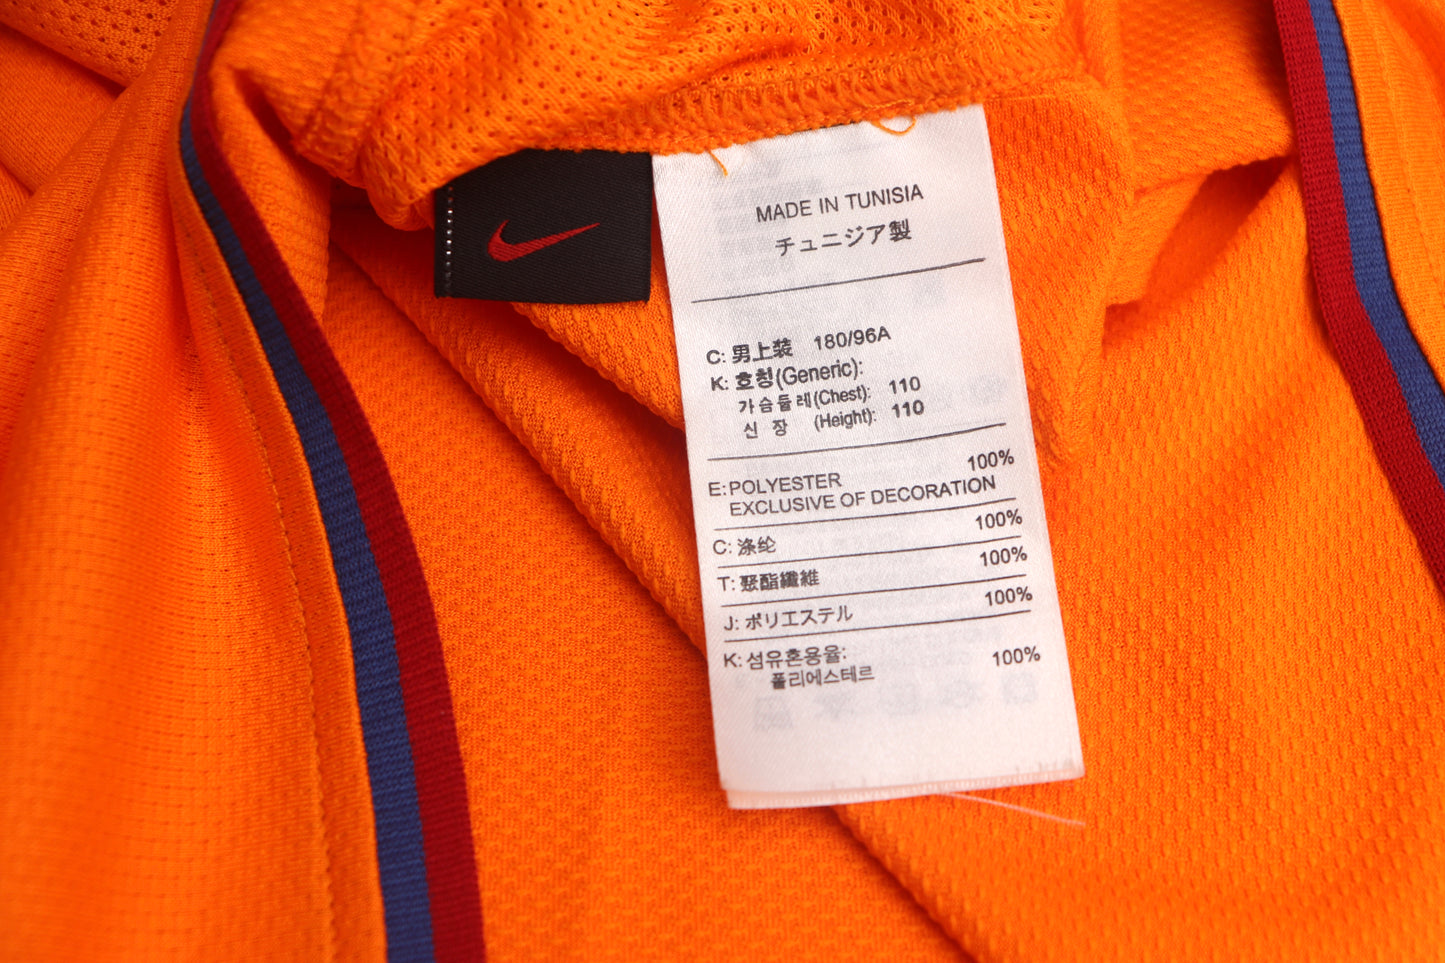 MADE IN TUNISIA
チュニジア製
C: 男上装 180/96A
K: 호칭(Generic):
가슴둘레(Chest): 110
신 장 (Height): 110
E: POLYESTER 100%
EXCLUSIVE OF DECORATION
C: 涤纶 100%
T: 聚酯纖維 100%
J: ポリエステル 100%
K: 섬유혼용율:
폴리에스테르 100%